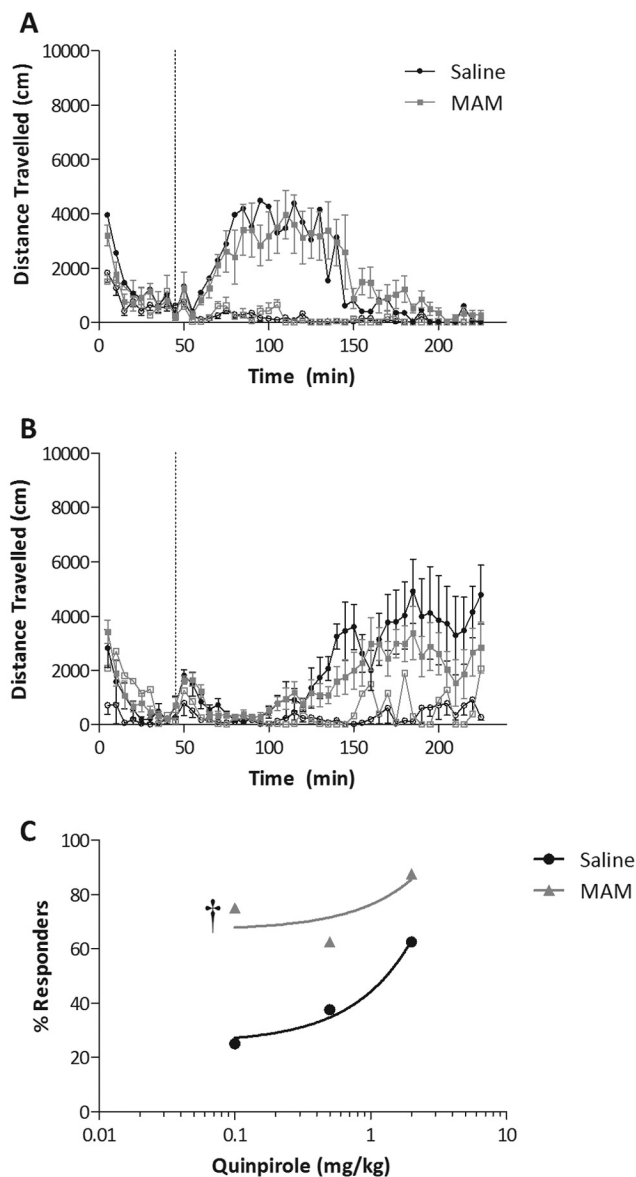 A
10000
8000
6000
4000
2000
0
Distance Travelled (cm)
Saline
MAM
0 50 100 150 200
Time (min)
B
10000
8000
6000
4000
2000
0
Distance Travelled (cm)
0 50 100 150 200
Time (min)
C
100
80
60
40
20
0
% Responders
†
Saline
MAM
0.01 0.1 1 10
Quinpirole (mg/kg)